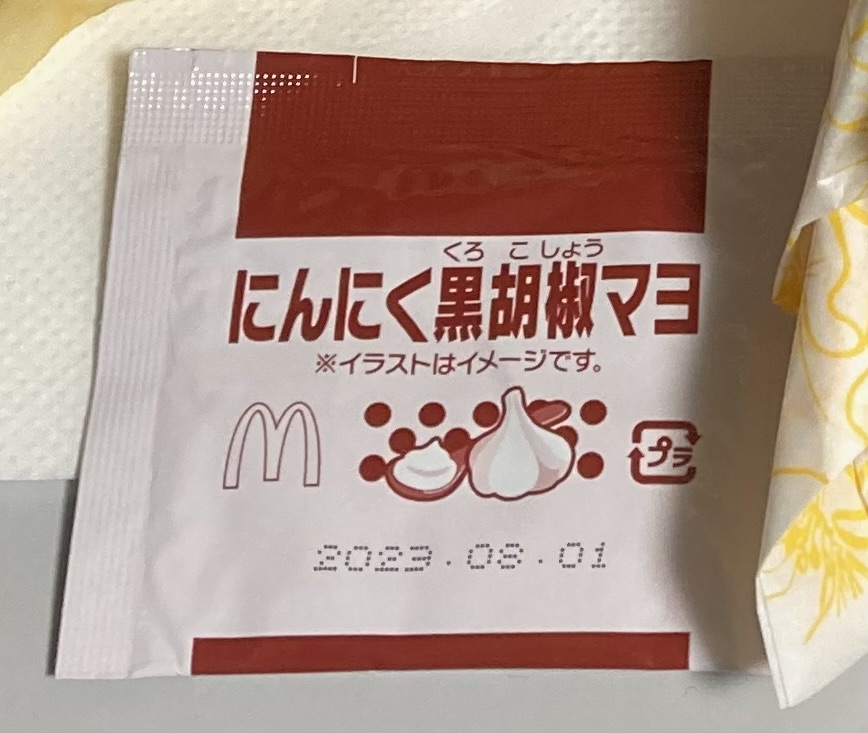 くろ こ しょう
にんにく黒胡椒マヨ
※イラストはイメージです。
プラ
2023.08.01